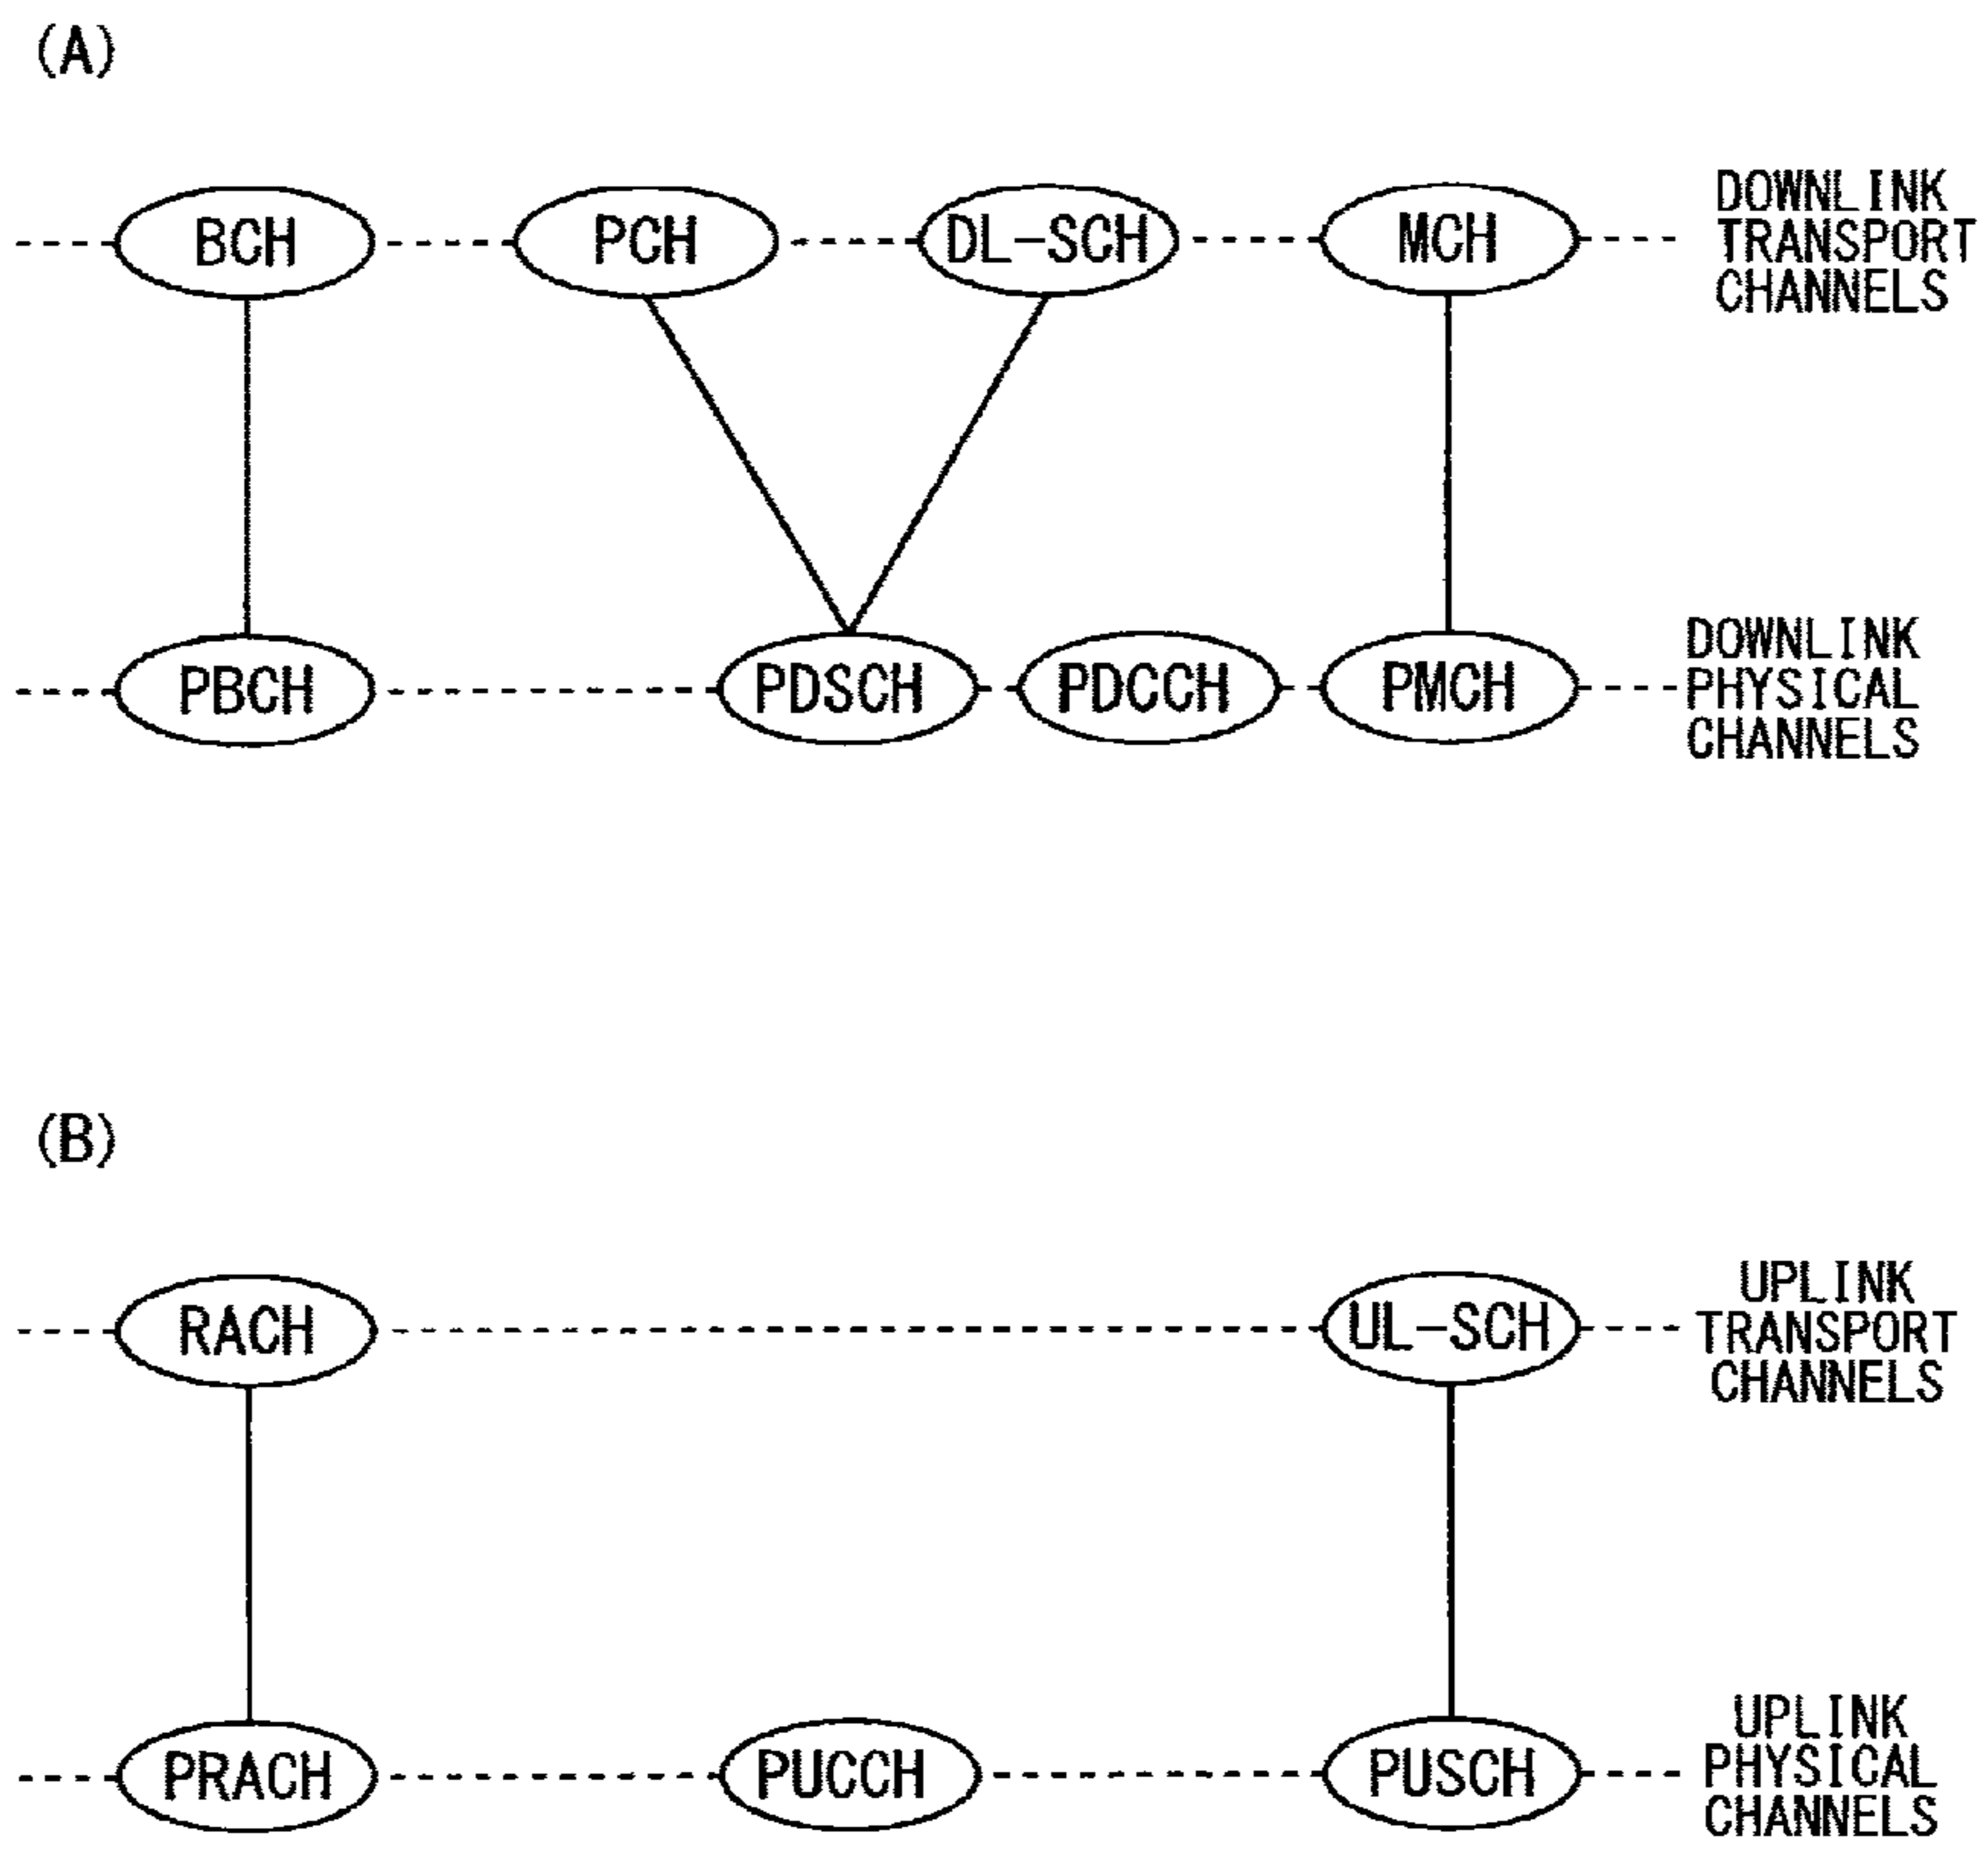 (A)
BCH
PCH
DL-SCH
MCH
DOWNLINK
TRANSPORT
CHANNELS
PBCH
PDSCH
PDCCH
PMCH
DOWNLINK
PHYSICAL
CHANNELS
(B)
RACH
UL-SCH
UPLINK
TRANSPORT
CHANNELS
PRACH
PUCCH
PUSCH
UPLINK
PHYSICAL
CHANNELS